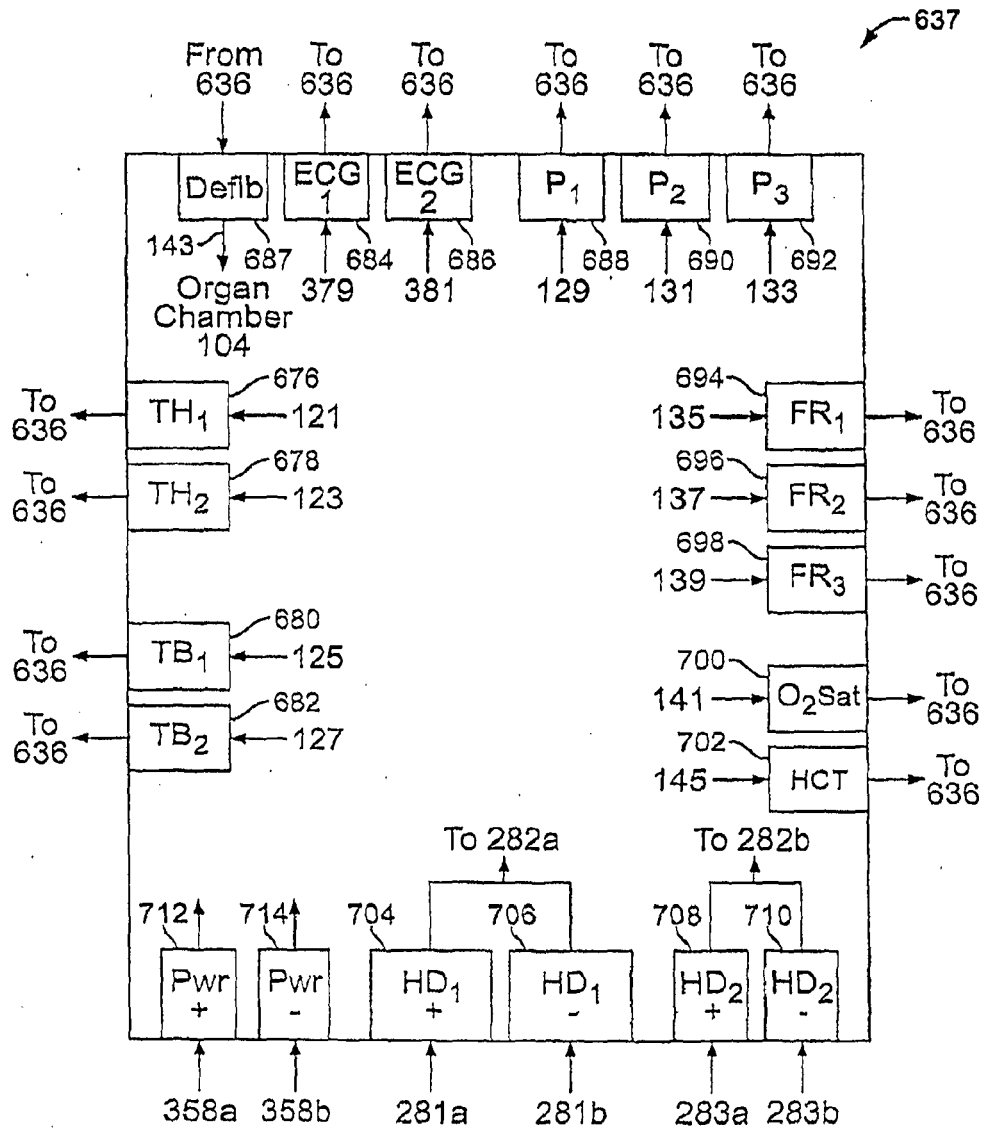 637
From To To To To To
636 636 636 636 636 636
Defib ECG 1 ECG 2 P1 P2 P3
143 687 684 686 688 690 692
Organ Chamber 104 379 381 129 131 133
676 694
To 636 TH1 121 135 FR1 To 636
678 696
To 636 TH2 123 137 FR2 To 636
698
139 FR3 To 636
680
To 636 TB1 125
700
141 O2Sat To 636
682
To 636 TB2 127
702
145 HCT To 636
To 282a To 282b
712 714 704 706 708 710
Pwr + Pwr - HD1 + HD1 - HD2 + HD2 -
358a 358b 281a 281b 283a 283b